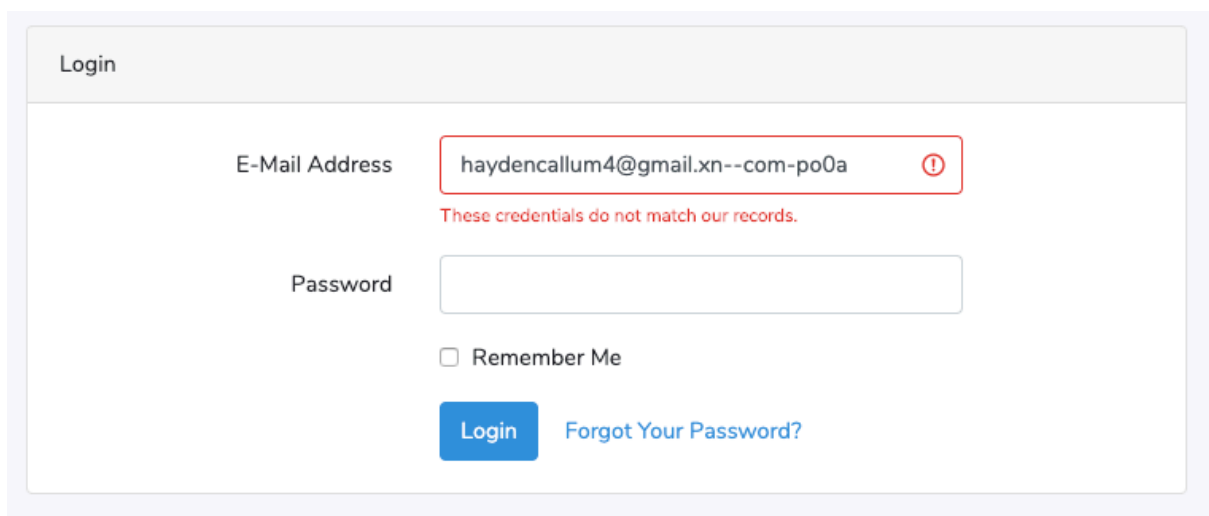 Login
E-Mail Address haydencallum4@gmail.xn--com-po0a
These credentials do not match our records.
Password
Remember Me
Login Forgot Your Password?